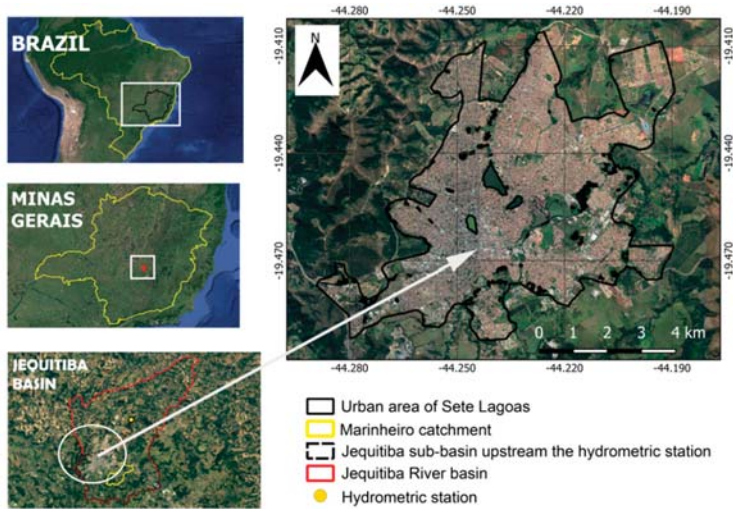 BRAZIL
MINAS
GERAIS
JEQUITIBA
BASIN
-44.280 -44.250 -44.220 -44.190
-19.410
-19.440
-19.470
-19.410
-19.440
-19.470
N
0 1 2 3 4 km
-44.280 -44.250 -44.220 -44.190
Urban area of Sete Lagoas
Marinheiro catchment
Jequitiba sub-basin upstream the hydrometric station
Jequitiba River basin
Hydrometric station